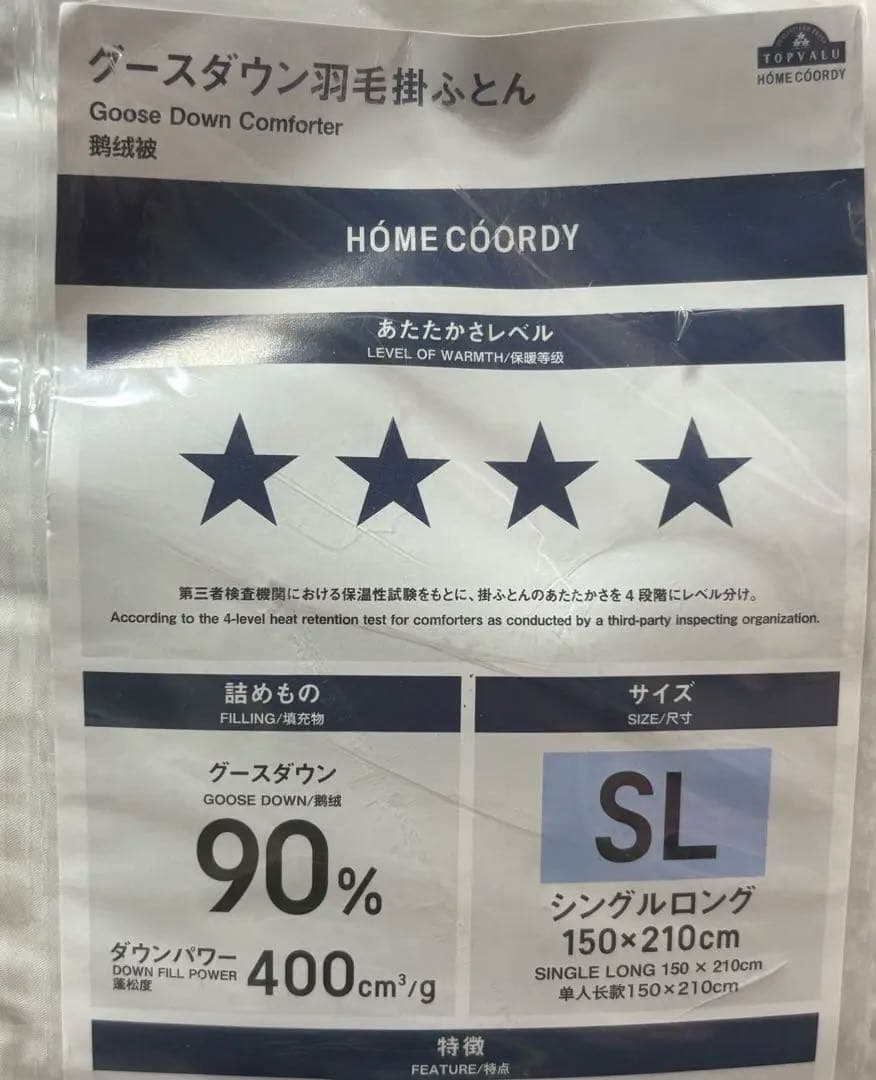 グースダウン羽毛掛ふとん
Goose Down Comforter
鹅绒被
TOPVALU
HÓME CÓORDY
HÓME CÓORDY
あたたかさレベル
LEVEL OF WARMTH/保暖等级
第三者検査機関における保温性試験をもとに、掛ふとんのあたたかさを4段階にレベル分け。
According to the 4-level heat retention test for comforters as conducted by a third-party inspecting organization.
詰めもの
FILLING/填充物
グースダウン
GOOSE DOWN/鹅绒
90%
ダウンパワー
DOWN FILL POWER
蓬松度
400cm³/g
サイズ
SIZE/尺寸
SL
シングルロング
150×210cm
SINGLE LONG 150 × 210cm
单人长款150×210cm
特徴
FEATURE/特点